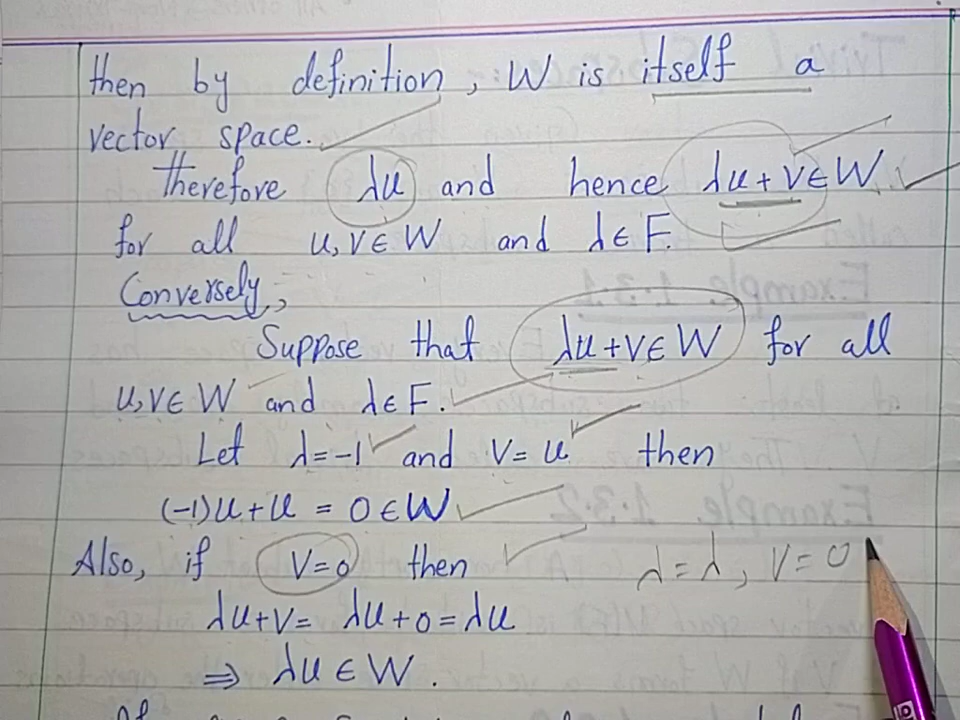 then by definition, W is itself a
vector space.
Therefore λu and hence λu + v ∈ W
for all u, v ∈ W and λ ∈ F.
Conversely,
Suppose that λu + v ∈ W for all
u, v ∈ W and λ ∈ F.
Let λ = -1 and v = u then
(-1)u + u = 0 ∈ W
Also, if v = 0 then λ = λ, v = 0
λu + v = λu + 0 = λu
⇒ λu ∈ W.